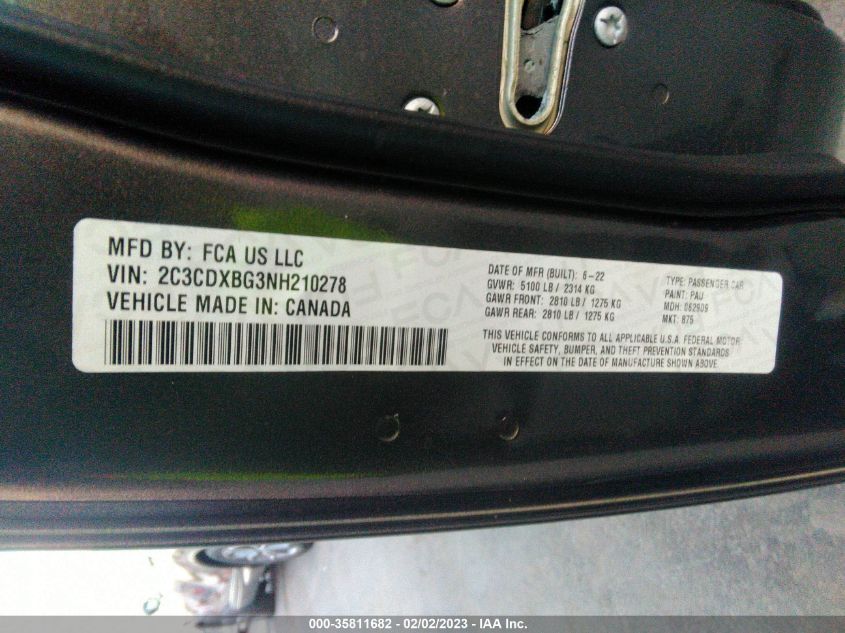 MFD BY: FCA US LLC
VIN: 2C3CDXBG3NH210278
VEHICLE MADE IN: CANADA
DATE OF MFR (BUILT): 6-22
GVWR: 5100 LB / 2314 KG
GAWR FRONT: 2810 LB / 1275 KG
GAWR REAR: 2810 LB / 1275 KG
TYPE: PASSENGER CAR
PAINT: PAU
MDH: 062909
MKT: 875
THIS VEHICLE CONFORMS TO ALL APPLICABLE U.S.A. FEDERAL MOTOR
VEHICLE SAFETY, BUMPER, AND THEFT PREVENTION STANDARDS
IN EFFECT ON THE DATE OF MANUFACTURE SHOWN ABOVE.
000-35811682 - 02/02/2023 - IAA Inc.